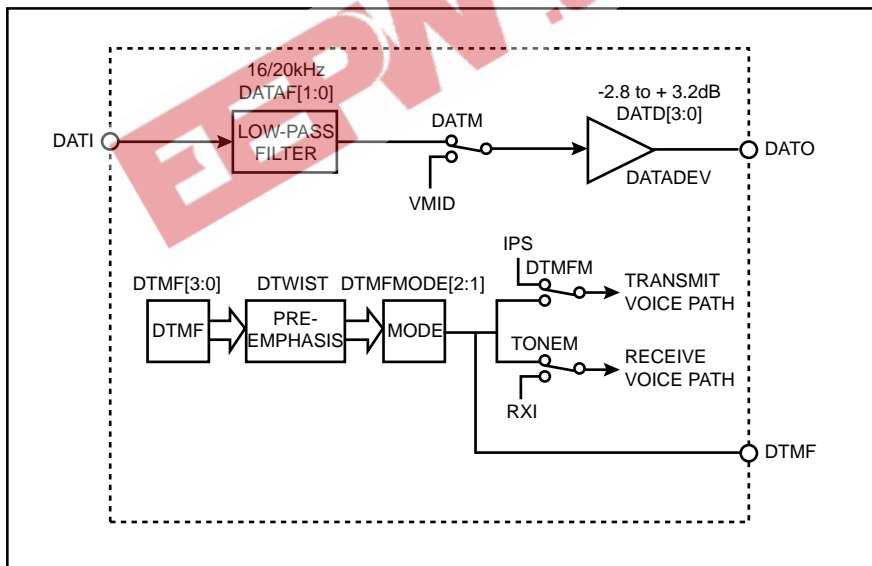 EEPW.
16/20kHz
DATAF[1:0]
LOW-PASS
FILTER
DATI
DATM
VMID
-2.8 to + 3.2dB
DATD[3:0]
DATADEV
DATO
DTMF[3:0]
DTMF
DTWIST
PRE-
EMPHASIS
DTMFMODE[2:1]
MODE
IPS
DTMFM
TRANSMIT
VOICE PATH
TONEM
RXI
RECEIVE
VOICE PATH
DTMF